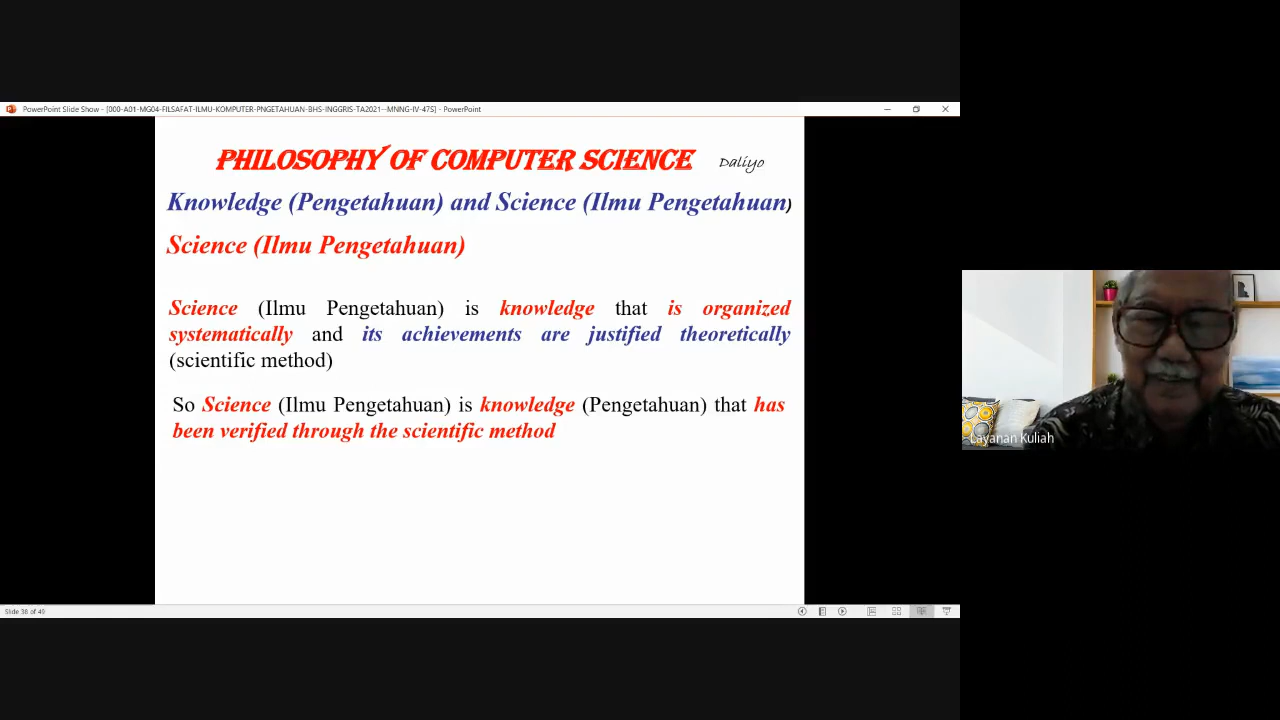 PowerPoint Slide Show - [000-A01-MG04-FILSAFAT-ILMU-KOMPUTER-PNGETAHUAN-BHS-INGGRIS-TA2021--MNNG-IV-47S] - PowerPoint
PHILOSOPHY OF COMPUTER SCIENCE Daliyo
Knowledge (Pengetahuan) and Science (Ilmu Pengetahuan)
Science (Ilmu Pengetahuan)
Science (Ilmu Pengetahuan) is knowledge that is organized
systematically and its achievements are justified theoretically
(scientific method)
So Science (Ilmu Pengetahuan) is knowledge (Pengetahuan) that has
been verified through the scientific method
Layanan Kuliah
Slide 38 of 49